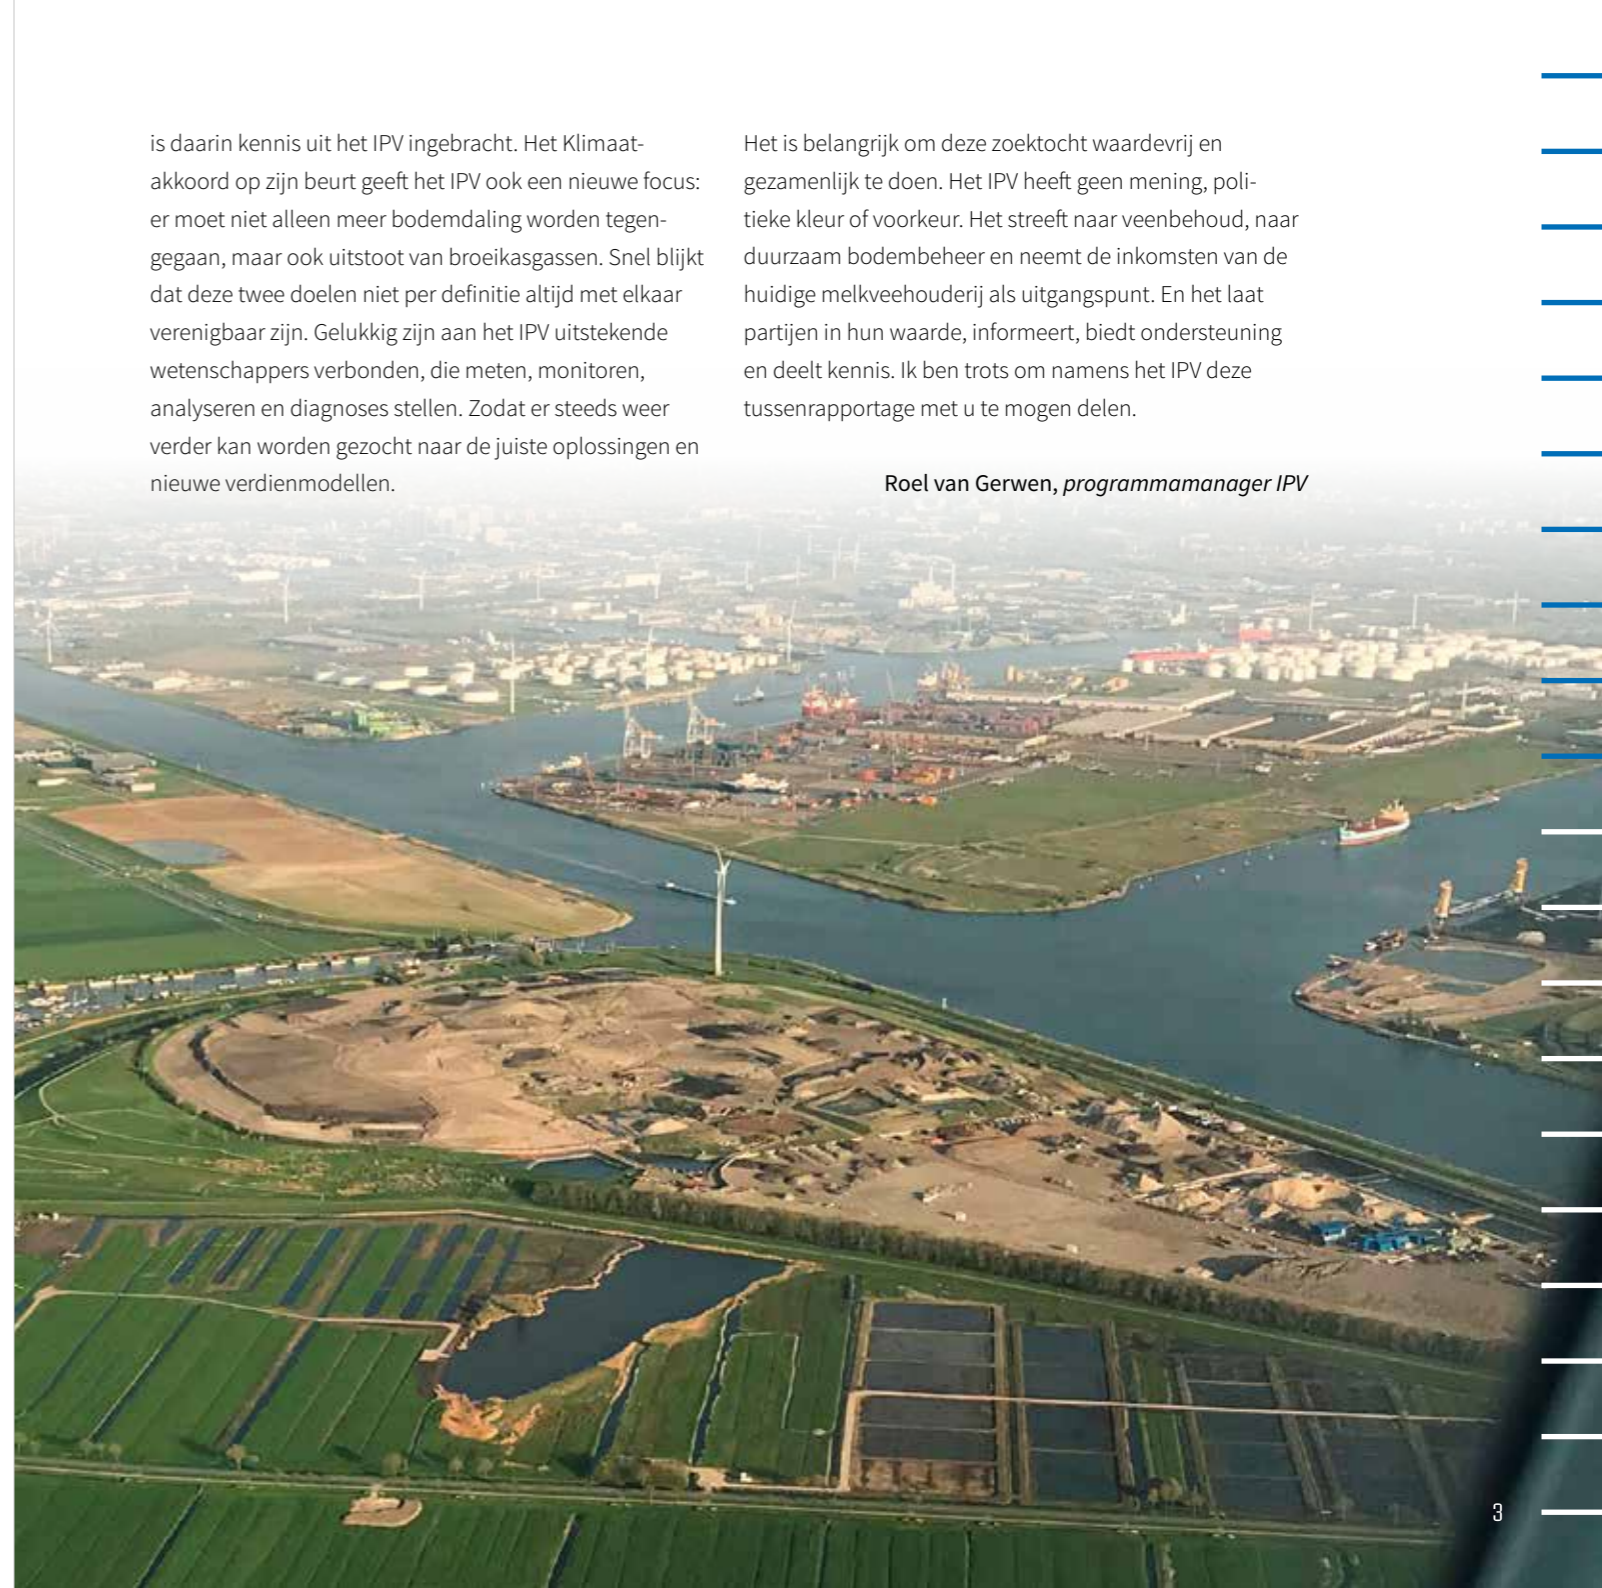 is daarin kennis uit het IPV ingebracht. Het Klimaat-
akkoord op zijn beurt geeft het IPV ook een nieuwe focus:
er moet niet alleen meer bodemdaling worden tegen-
gegaan, maar ook uitstoot van broeikasgassen. Snel blijkt
dat deze twee doelen niet per definitie altijd met elkaar
verenigbaar zijn. Gelukkig zijn aan het IPV uitstekende
wetenschappers verbonden, die meten, monitoren,
analyseren en diagnoses stellen. Zodat er steeds weer
verder kan worden gezocht naar de juiste oplossingen en
nieuwe verdienmodellen.
Het is belangrijk om deze zoektocht waardevrij en
gezamenlijk te doen. Het IPV heeft geen mening, poli-
tieke kleur of voorkeur. Het streeft naar veenbehoud, naar
duurzaam bodembeheer en neemt de inkomsten van de
huidige melkveehouderij als uitgangspunt. En het laat
partijen in hun waarde, informeert, biedt ondersteuning
en deelt kennis. Ik ben trots om namens het IPV deze
tussenrapportage met u te mogen delen.
Roel van Gerwen, programmamanager IPV
3